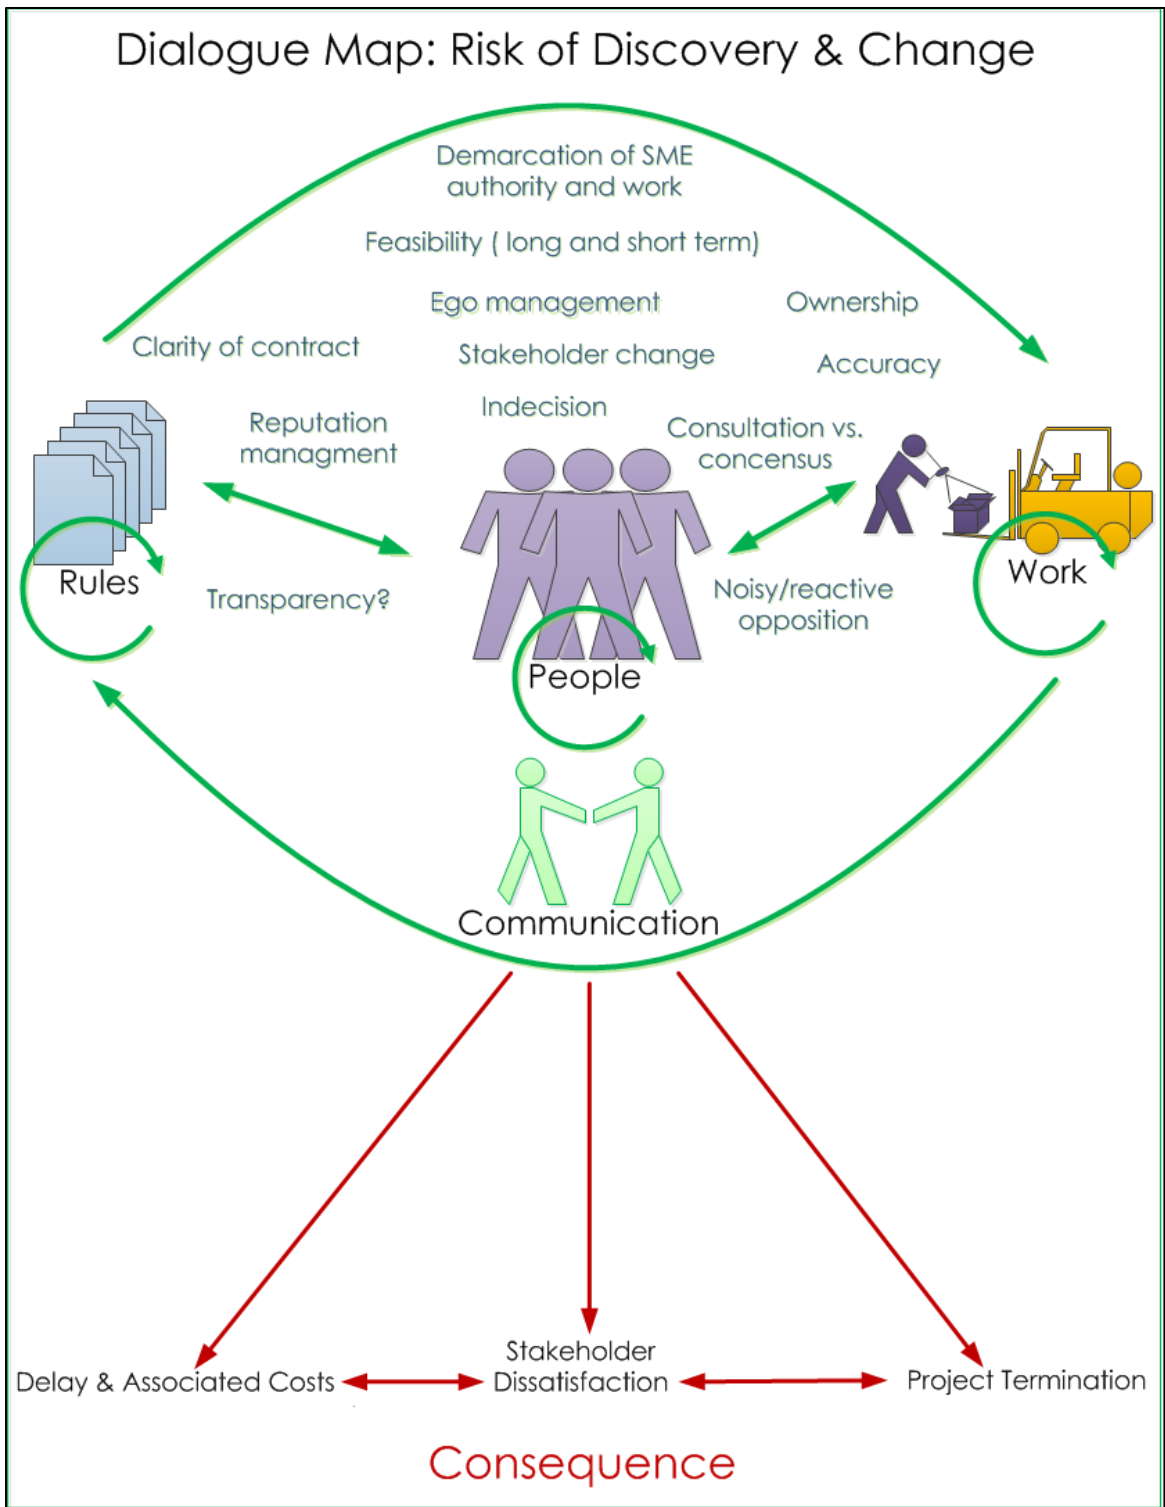 Dialogue Map: Risk of Discovery & Change
Demarcation of SME
authority and work
Feasibility ( long and short term)
Ego management
Ownership
Clarity of contract
Stakeholder change
Accuracy
Indecision
Reputation
managment
Consultation vs.
concensus
Rules
Work
Transparency?
Noisy/reactive
opposition
People
Communication
Delay & Associated Costs
Stakeholder
Dissatisfaction
Project Termination
Consequence